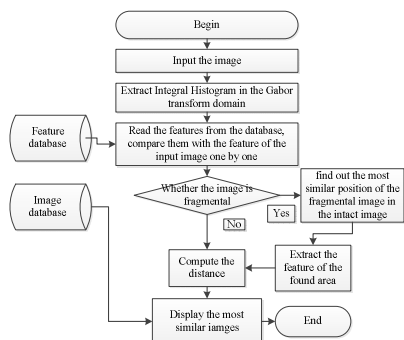 Begin
Input the image
Extract Integral Histogram in the Gabor
transform domain
Feature
database
Read the features from the database,
compare them with the feature of the
input image one by one
Image
database
Whether the image is
fragmental
Yes
No
find out the most
similar position of the
fragmental image in
the intact image
Compute the
distance
Extract the
feature of the
found area
Display the most
similar iamges
End